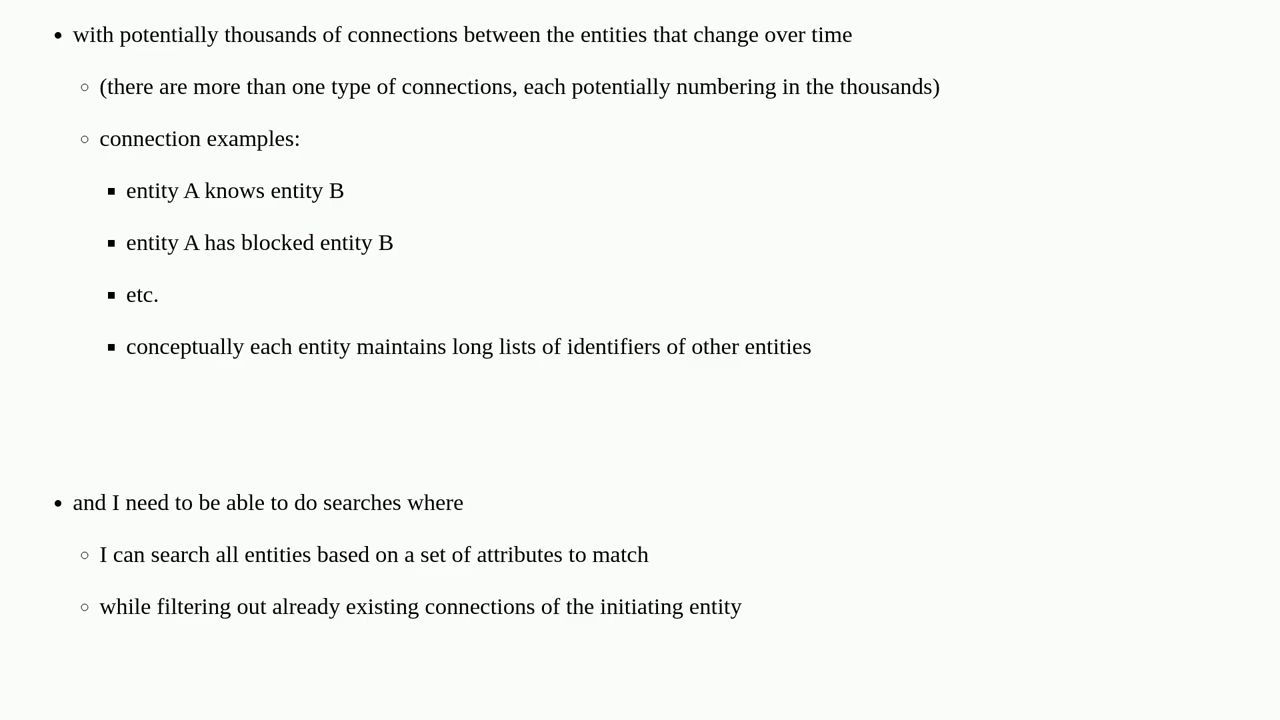 with potentially thousands of connections between the entities that change over time
(there are more than one type of connections, each potentially numbering in the thousands)
connection examples:
entity A knows entity B
entity A has blocked entity B
etc.
conceptually each entity maintains long lists of identifiers of other entities
and I need to be able to do searches where
I can search all entities based on a set of attributes to match
while filtering out already existing connections of the initiating entity